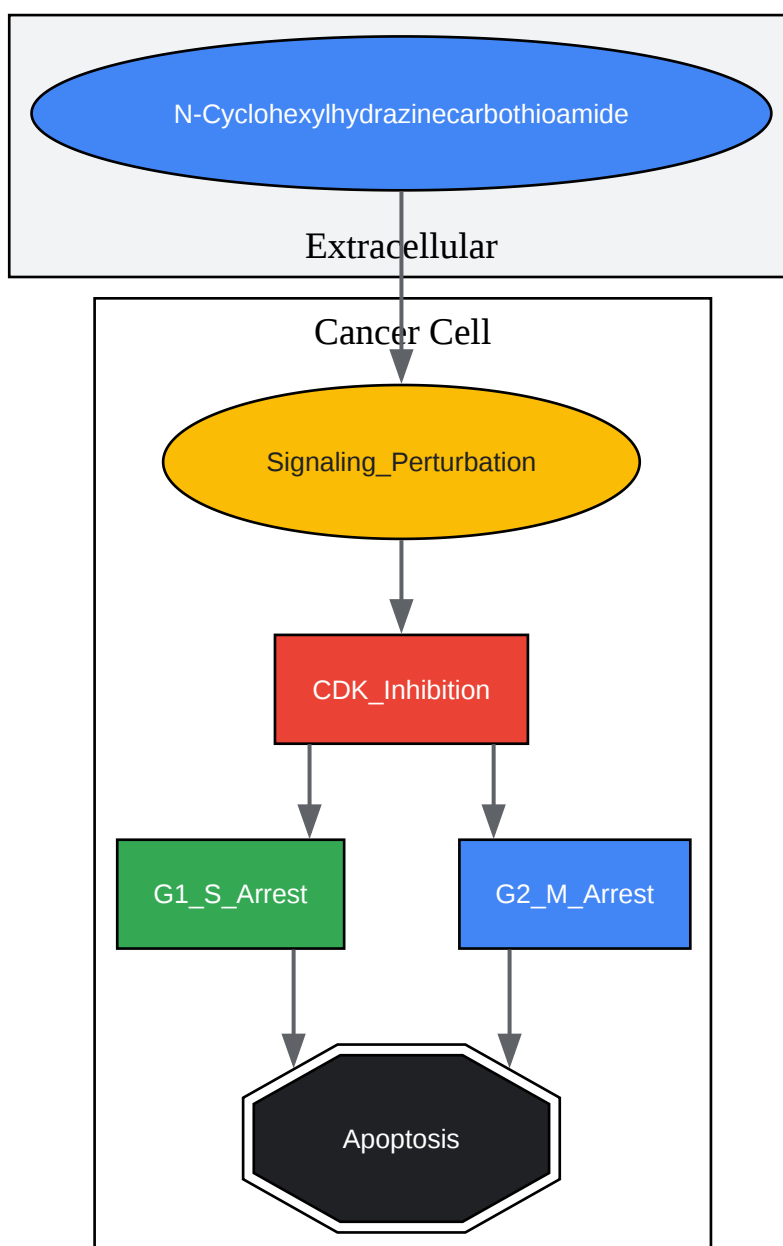 N-Cyclohexylhydrazinecarbothioamide
Extracellular
Cancer Cell
Signaling_Perturbation
CDK_Inhibition
G1_S_Arrest
G2_M_Arrest
Apoptosis